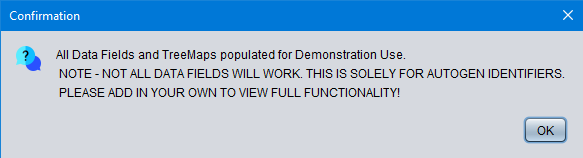 Confirmation
All Data Fields and TreeMaps populated for Demonstration Use.
NOTE - NOT ALL DATA FIELDS WILL WORK. THIS IS SOLELY FOR AUTOGEN IDENTIFIERS.
PLEASE ADD IN YOUR OWN TO VIEW FULL FUNCTIONALITY!
OK